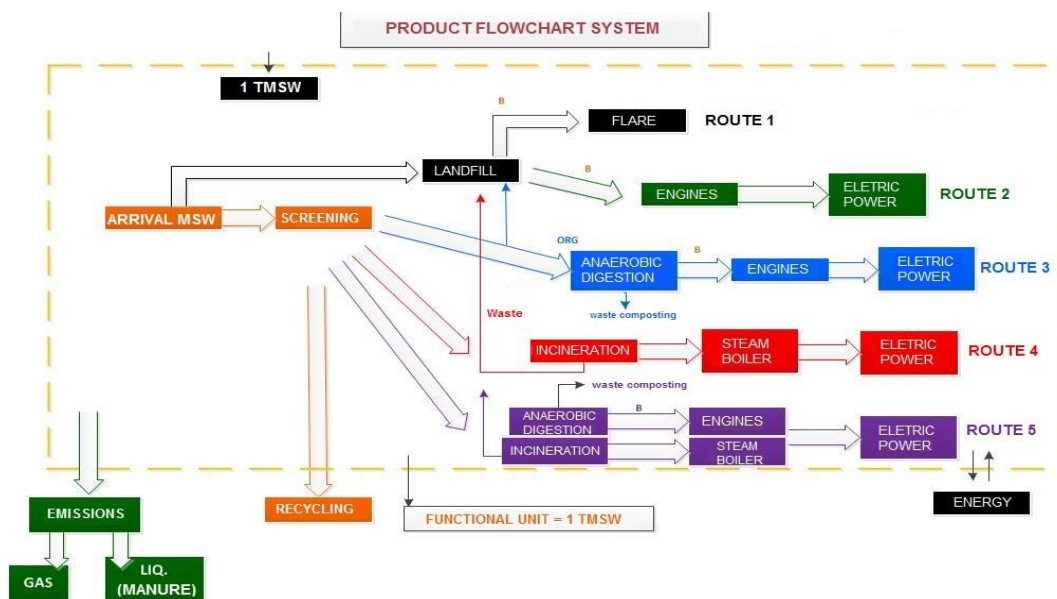 PRODUCT FLOWCHART SYSTEM
1 TMSW
B
FLARE
ROUTE 1
LANDFILL
B
ENGINES
ELETRIC
POWER
ROUTE 2
ARRIVAL MSW
SCREENING
ORG
ANAEROBIC
DIGESTION
B
ENGINES
ELETRIC
POWER
ROUTE 3
waste composting
Waste
INCINERATION
STEAM
BOILER
ELETRIC
POWER
ROUTE 4
waste composting
ANAEROBIC
DIGESTION
B
ENGINES
INCINERATION
STEAM
BOILER
ELETRIC
POWER
ROUTE 5
EMISSIONS
RECYCLING
FUNCTIONAL UNIT = 1 TMSW
ENERGY
GAS
LIQ.
(MANURE)